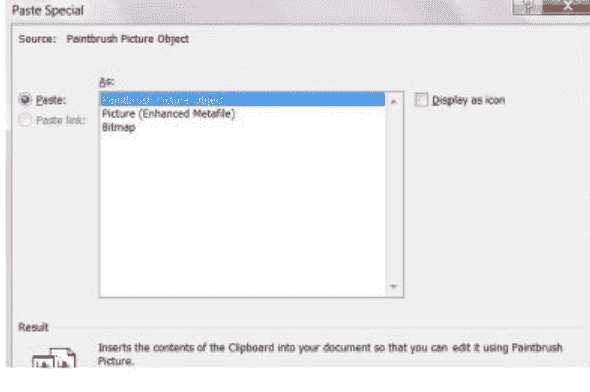 Paste Special
Source: Paintbrush Picture Object
As:
Paste:
Paste link:
Paintbrush Picture Object
Picture (Enhanced Metafile)
Bitmap
Display as icon
Result
Inserts the contents of the Clipboard into your document so that you can edit it using Paintbrush
Picture.